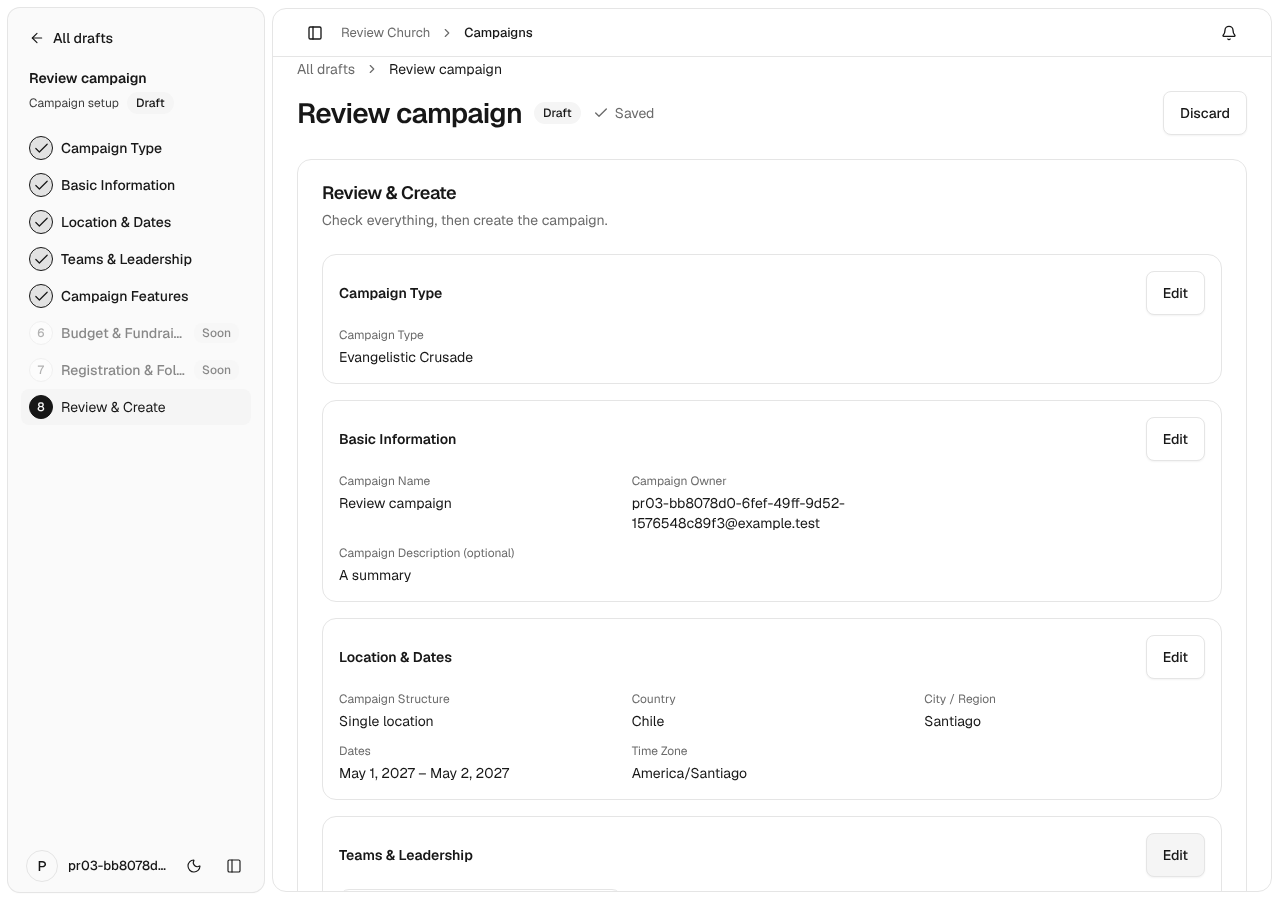 All drafts
Review campaign
Campaign setup Draft
Campaign Type
Basic Information
Location & Dates
Teams & Leadership
Campaign Features
6 Budget & Fundrai... Soon
7 Registration & Fol... Soon
8 Review & Create
P pr03-bb8078d...
Review Church > Campaigns
All drafts > Review campaign
Review campaign Draft Saved Discard
Review & Create
Check everything, then create the campaign.
Campaign Type Edit
Campaign Type
Evangelistic Crusade
Basic Information Edit
Campaign Name Campaign Owner
Review campaign pr03-bb8078d0-6fef-49ff-9d52-
1576548c89f3@example.test
Campaign Description (optional)
A summary
Location & Dates Edit
Campaign Structure Country City / Region
Single location Chile Santiago
Dates Time Zone
May 1, 2027 – May 2, 2027 America/Santiago
Teams & Leadership Edit